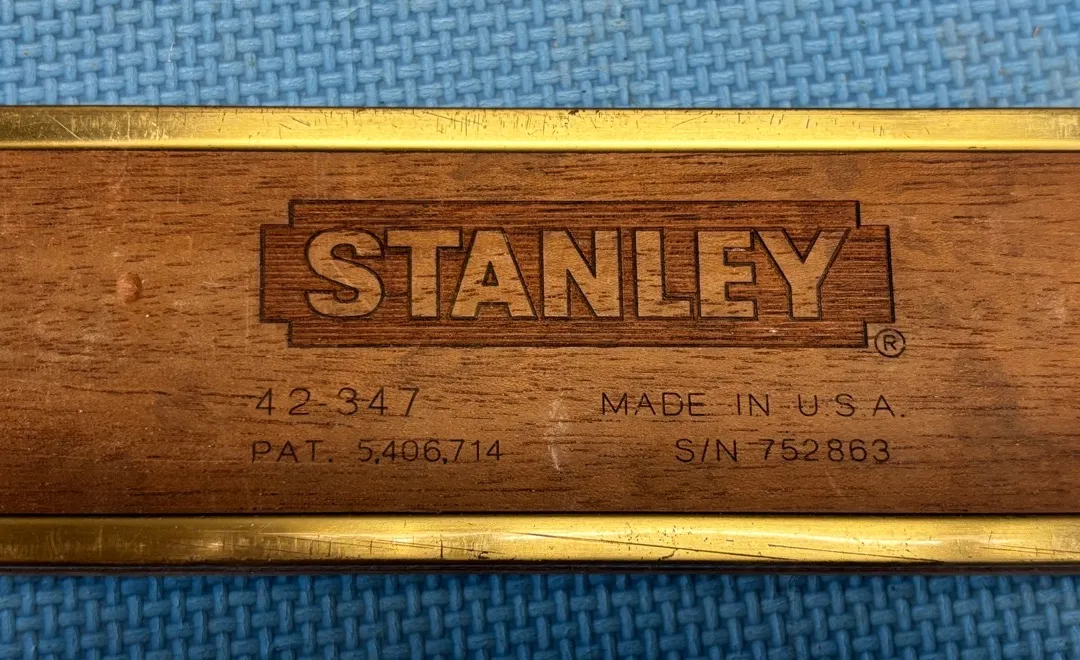 STANLEY
®
42-347 MADE IN U.S.A.
PAT. 5,406,714 S/N 752863